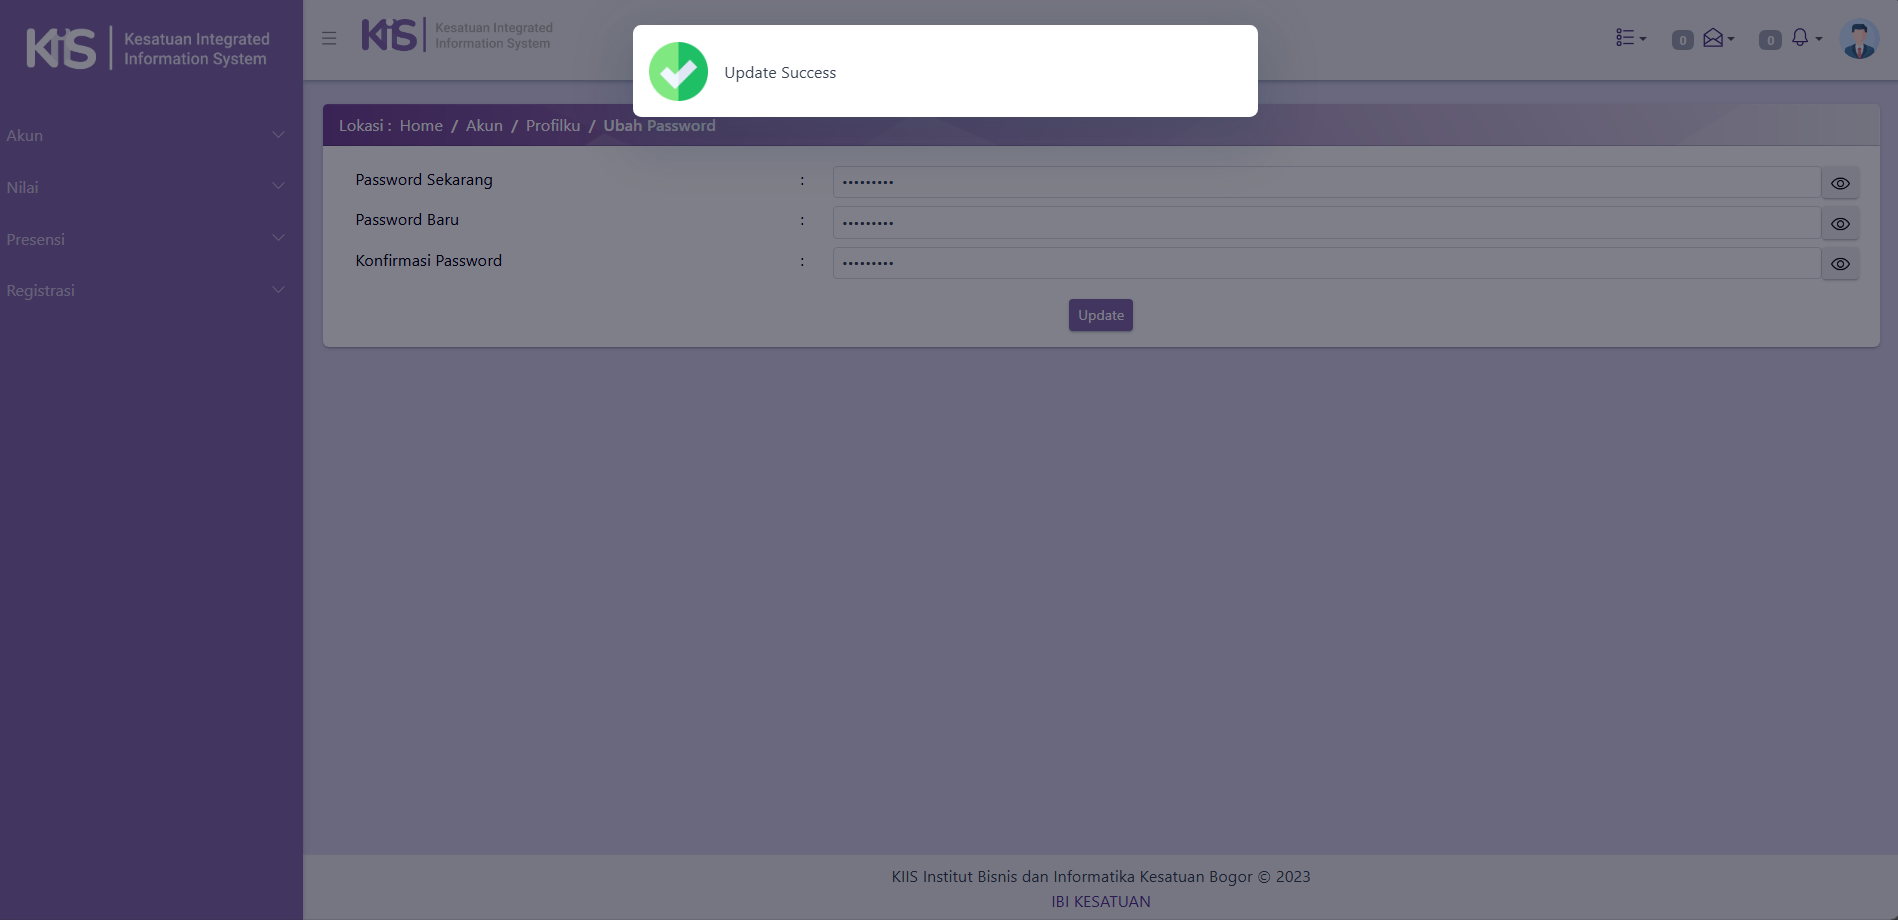 KIIS
Kesatuan Integrated
Information System
Akun
Nilai
Presensi
Registrasi
KIIS
Kesatuan Integrated
Information System
0
0
Update Success
Lokasi : Home / Akun / Profilku / Ubah Password
Password Sekarang :
Password Baru :
Konfirmasi Password :
Update
KIIS Institut Bisnis dan Informatika Kesatuan Bogor © 2023
IBI KESATUAN